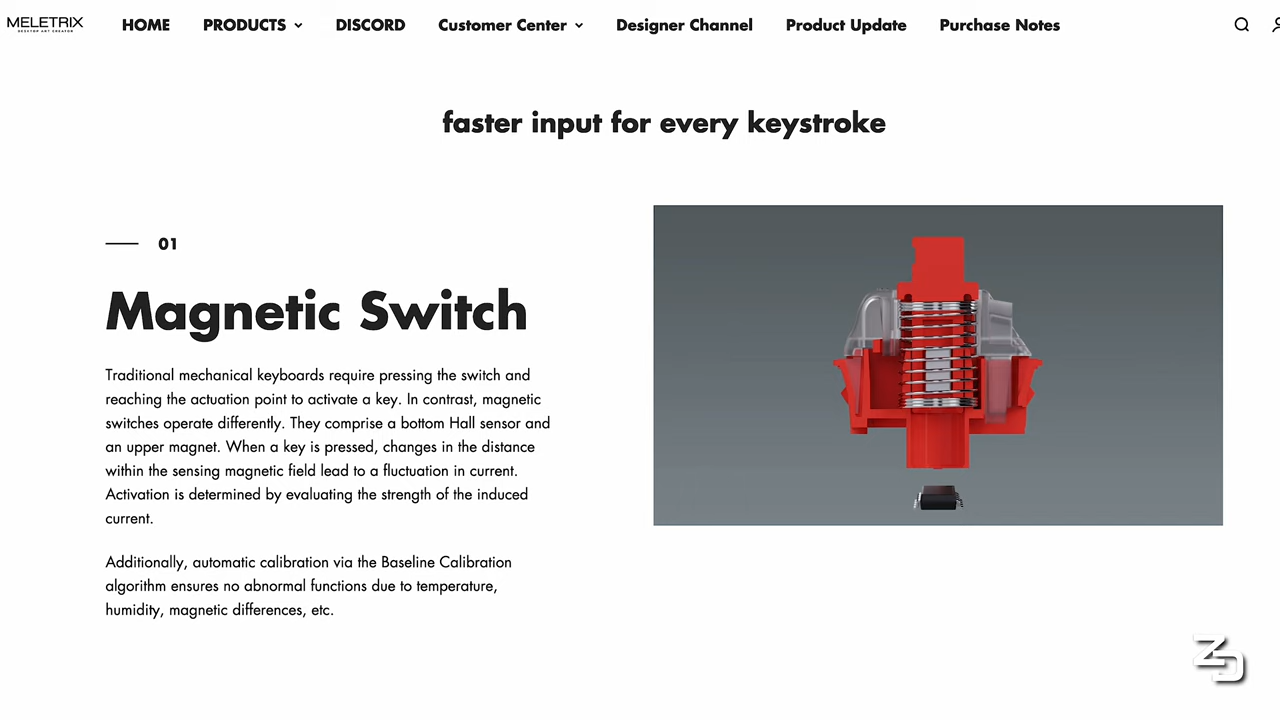 MELETRIX
DESKTOP ART CREATOR
HOME
PRODUCTS
DISCORD
Customer Center
Designer Channel
Product Update
Purchase Notes
faster input for every keystroke
01
Magnetic Switch
Traditional mechanical keyboards require pressing the switch and
reaching the actuation point to activate a key. In contrast, magnetic
switches operate differently. They comprise a bottom Hall sensor and
an upper magnet. When a key is pressed, changes in the distance
within the sensing magnetic field lead to a fluctuation in current.
Activation is determined by evaluating the strength of the induced
current.
Additionally, automatic calibration via the Baseline Calibration
algorithm ensures no abnormal functions due to temperature,
humidity, magnetic differences, etc.
ZD